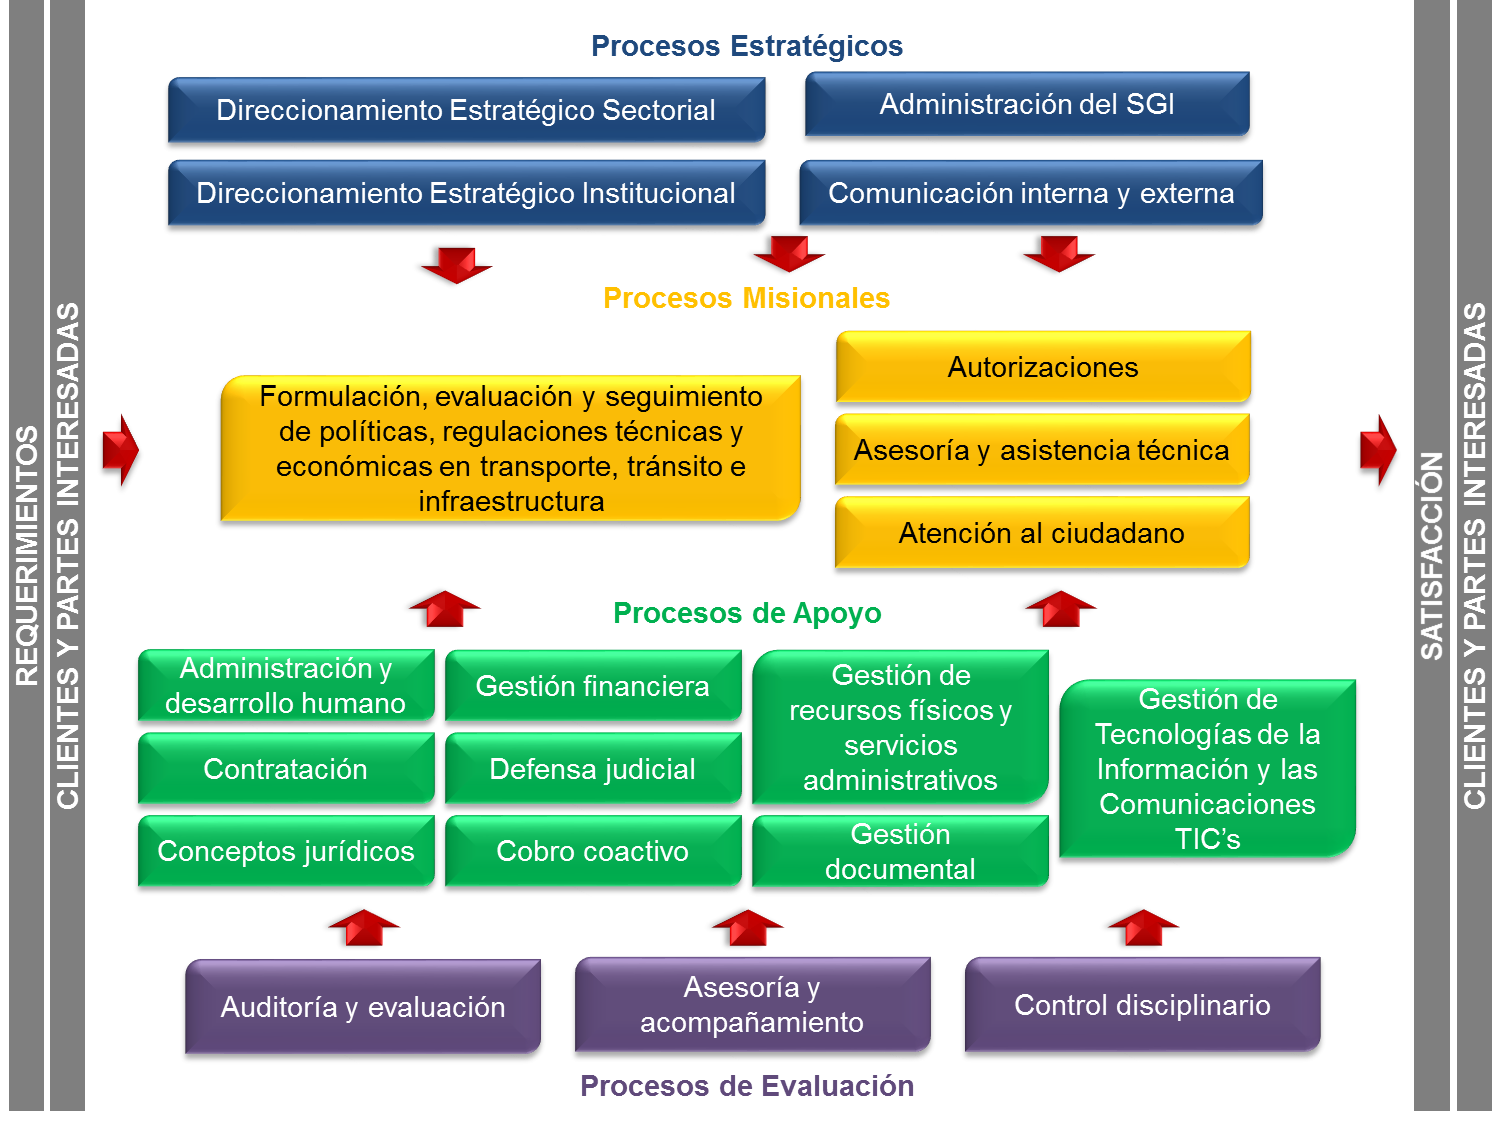 Procesos Estratégicos
Direccionamiento Estratégico Sectorial
Administración del SGI
Direccionamiento Estratégico Institucional
Comunicación interna y externa
REQUERIMIENTOS
CLIENTES Y PARTES INTERESADAS
Procesos Misionales
Formulación, evaluación y seguimiento
de políticas, regulaciones técnicas y
económicas en transporte, tránsito e
infraestructura
Autorizaciones
Asesoría y asistencia técnica
Atención al ciudadano
SATISFACCIÓN
CLIENTES Y PARTES INTERESADAS
Procesos de Apoyo
Administración y
desarrollo humano
Gestión financiera
Gestión de
recursos físicos y
servicios
administrativos
Gestión de
Tecnologías de la
Información y las
Comunicaciones
TIC’s
Contratación
Defensa judicial
Conceptos jurídicos
Cobro coactivo
Gestión
documental
Auditoría y evaluación
Asesoría y
acompañamiento
Control disciplinario
Procesos de Evaluación